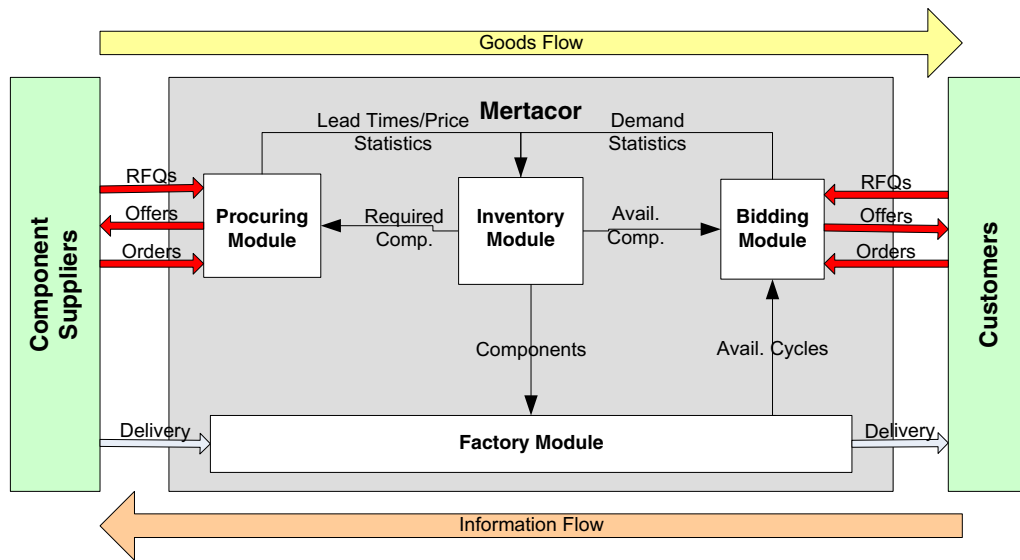 Goods Flow
Mertacor
Lead Times/Price
Statistics
Demand
Statistics
RFQs
Offers
Orders
Procuring
Module
Required
Comp.
Inventory
Module
Avail.
Comp.
Bidding
Module
RFQs
Offers
Orders
Component
Suppliers
Customers
Components
Avail. Cycles
Delivery
Factory Module
Delivery
Information Flow